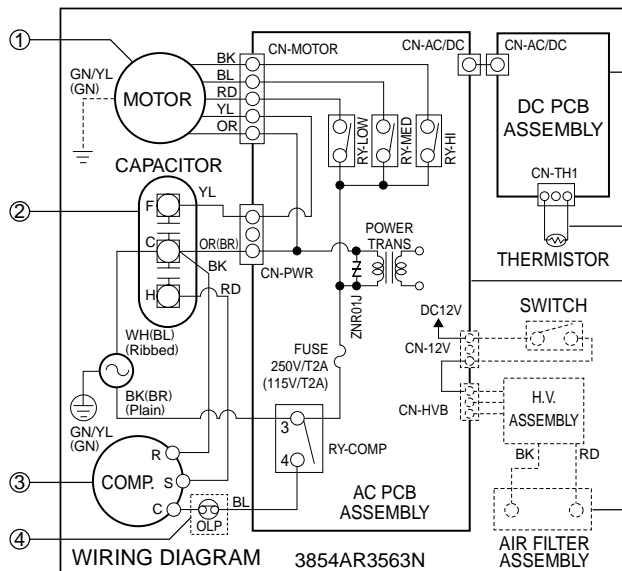 1
GN/YL
(GN)
MOTOR
BK
BL
RD
YL
OR
CN-MOTOR
RY-LOW
RY-MED
RY-HI
CN-AC/DC
CN-AC/DC
DC PCB
ASSEMBLY
CN-TH1
THERMISTOR
CAPACITOR
2
F
C
H
YL
OR(BR)
BK
RD
CN-PWR
POWER
TRANS
ZNR01J
WH(BL)
(Ribbed)
FUSE
250V/T2A
(115V/T2A)
BK(BR)
(Plain)
GN/YL
(GN)
DC12V
CN-12V
SWITCH
CN-HVB
H.V.
ASSEMBLY
BK
RD
3
4
RY-COMP
3
COMP.
R
S
C
4
OLP
BL
AC PCB
ASSEMBLY
AIR FILTER
ASSEMBLY
WIRING DIAGRAM
3854AR3563N